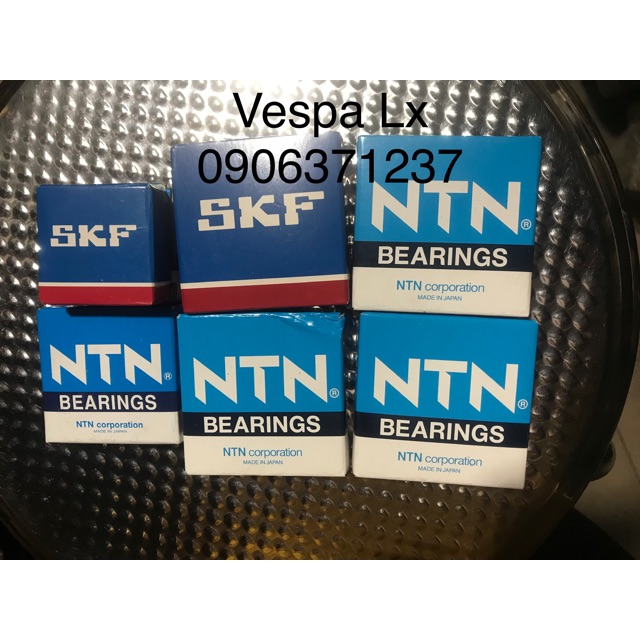 Vespa Lx
0906371237
SKF
SKF
NTN®
BEARINGS
NTN corporation
MADE IN JAPAN
NTN®
BEARINGS
NTN corporation
MADE IN JAPAN
NTN®
BEARINGS
NTN corporation
MADE IN JAPAN
NTN®
BEARINGS
NTN corporation
MADE IN JAPAN